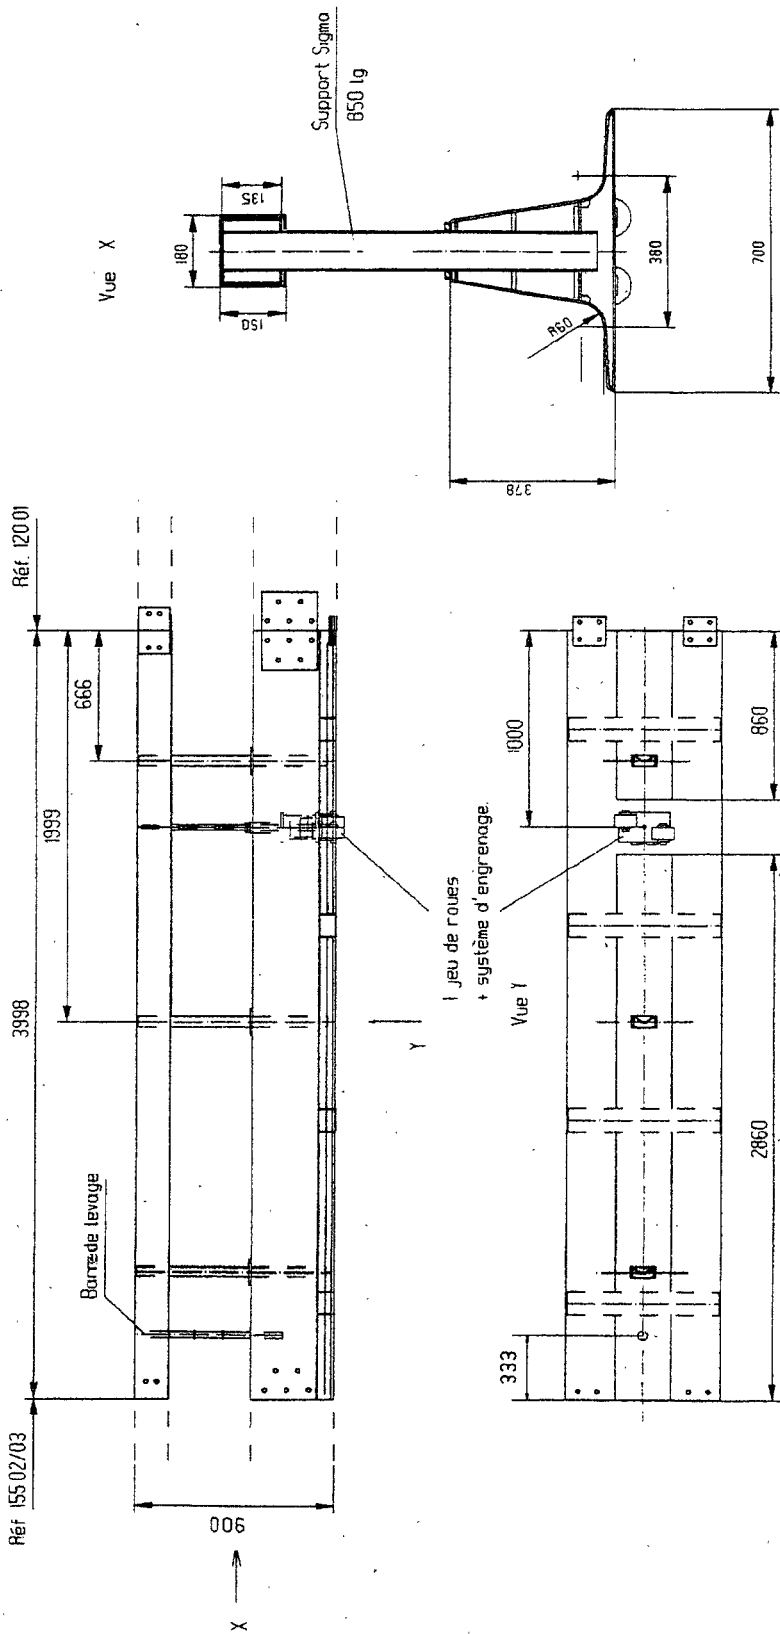 Réf 155 02/03
Réf. 120 01
3998
1999
666
Barre de levage
900
X
Y
1 jeu de roues
+ système d'engrenage.
Vue Y
1000
333
2860
860
Vue X
180
150
135
Support Sigma
850 lg
R60
378
380
700